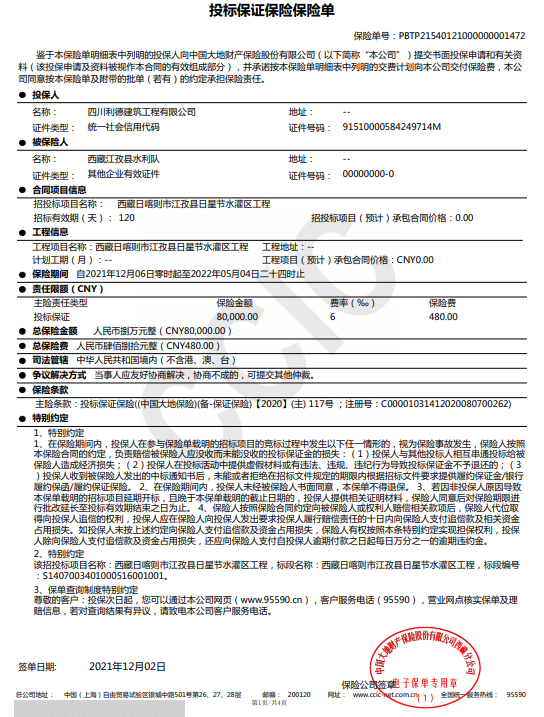 投标保证保险保险单
保险单号：PBTP21540121000000001472
鉴于本保险单明细表中列明的投保人向中国大地财产保险股份有限公司（以下简称“本公司”）提交书面投保申请和有关资
料（该投保申请及资料被视作本合同的有效组成部分），并承诺按本保险单明细表中列明的交费计划向本公司交付保险费，本公
司同意按本保险单及附带的批单（若有）的约定承担保险责任。
● 投保人
名称： 四川利德建筑工程有限公司 地址： --
证件类型： 统一社会信用代码 证件号码： 91510000584249714M
● 被保险人
名称： 西藏江孜县水利队 地址： --
证件类型： 其他企业有效证件 证件号码： 00000000-0
● 合同项目信息
招投标项目名称： 西藏日喀则市江孜县日星节水灌区工程
招标有效期（天）： 120 招投标项目（预计）承包合同价格：0.00
● 工程信息
工程项目名称：西藏日喀则市江孜县日星节水灌区工程 工程地址：--
计划工期（月）：-- 工程项目（预计）承包合同价格：CNY0.00
● 保险期间 自2021年12月06日零时起至2022年05月04日二十四时止
● 责任限额（CNY）
主险责任类型 保险金额 费率（‰） 保险费
投标保证 80,000.00 6 480.00
● 总保险金额 人民币捌万元整（CNY80,000.00）
● 总保险费 人民币肆佰捌拾元整（CNY480.00）
● 司法管辖 中华人民共和国境内（不含港、澳、台）
● 争议解决方式 当事人应友好协商解决，协商不成的，可提交其他仲裁。
● 保险条款
主险条款：投标保证保险((中国大地保险)(备-保证保险)【2020】(主) 117号 ；注册号：C00001031412020080700262)
● 特别约定
1、特别约定
1、在保险期间内，投保人在参与保险单载明的招标项目的竞标过程中发生以下任一情形的，视为保险事故发生，保险人按照
本保险合同的约定，负责赔偿被保险人应没收而未能没收的投标保证金的损失：（1）投保人与其他投标人相互串通投标给被
保险人造成经济损失；（2）投保人在投标活动中提供虚假材料或有违法、违规、违纪行为导致投标保证金不予退还的；（3
）投保人收到被保险人发出的中标通知书后，未能或者拒绝在招标文件规定的期限内根据招标文件要求提供履约保证金/银行
履约保函/履约保证保险。 2、在保险期间内，投保人未经被保险人书面同意，本保单不得退保。 3、若因非投保人原因导致
本保单载明的招标项目延期开标，且晚于本保单载明的截止日期的，投保人提供相关证明材料，保险人同意后对保险期限进
行批改延长至投标有效期结束之日为止。 4、保险人按照保险合同约定向被保险人或权利人赔偿相关款项后，保险人代位取
得向投保人追偿的权利，投保人应在保险人向投保人发出要求投保人履行赔偿责任的十日内向保险人支付追偿款及相关资金
占用损失。如投保人未按上述约定向保险人支付追偿款及资金占用损失，保险人有权按照本条特别约定实现担保权利，投保
人除向保险人支付追偿款及资金占用损失，还应向保险人支付自投保人逾期付款之日起每日万分之一的逾期违约金。
2、特别约定
该招投标项目名称：西藏日喀则市江孜县日星节水灌区工程，标段名称：西藏日喀则市江孜县日星节水灌区工程，标段编号
：S1407003401000516001001。
3、保单查询制度特别约定
尊敬的客户：投保次日起，您可以通过本公司网页（www.95590.cn），客户服务电话（95590），营业网点核实保单及理
赔信息，若对查询结果有异议，请致电本公司客户服务电话。
中国大地财产保险股份有限公司西藏分公司
签单日期： 2021年12月02日
保险公司签章
电子保单专用章
（1）
总公司地址： 中国（上海）自由贸易试验区银城中路501号第26、27、28层 邮编： 200120 网址： www.ccic-net.com.cn 全国统一服务热线： 95590
第1页/共4页
CCIC